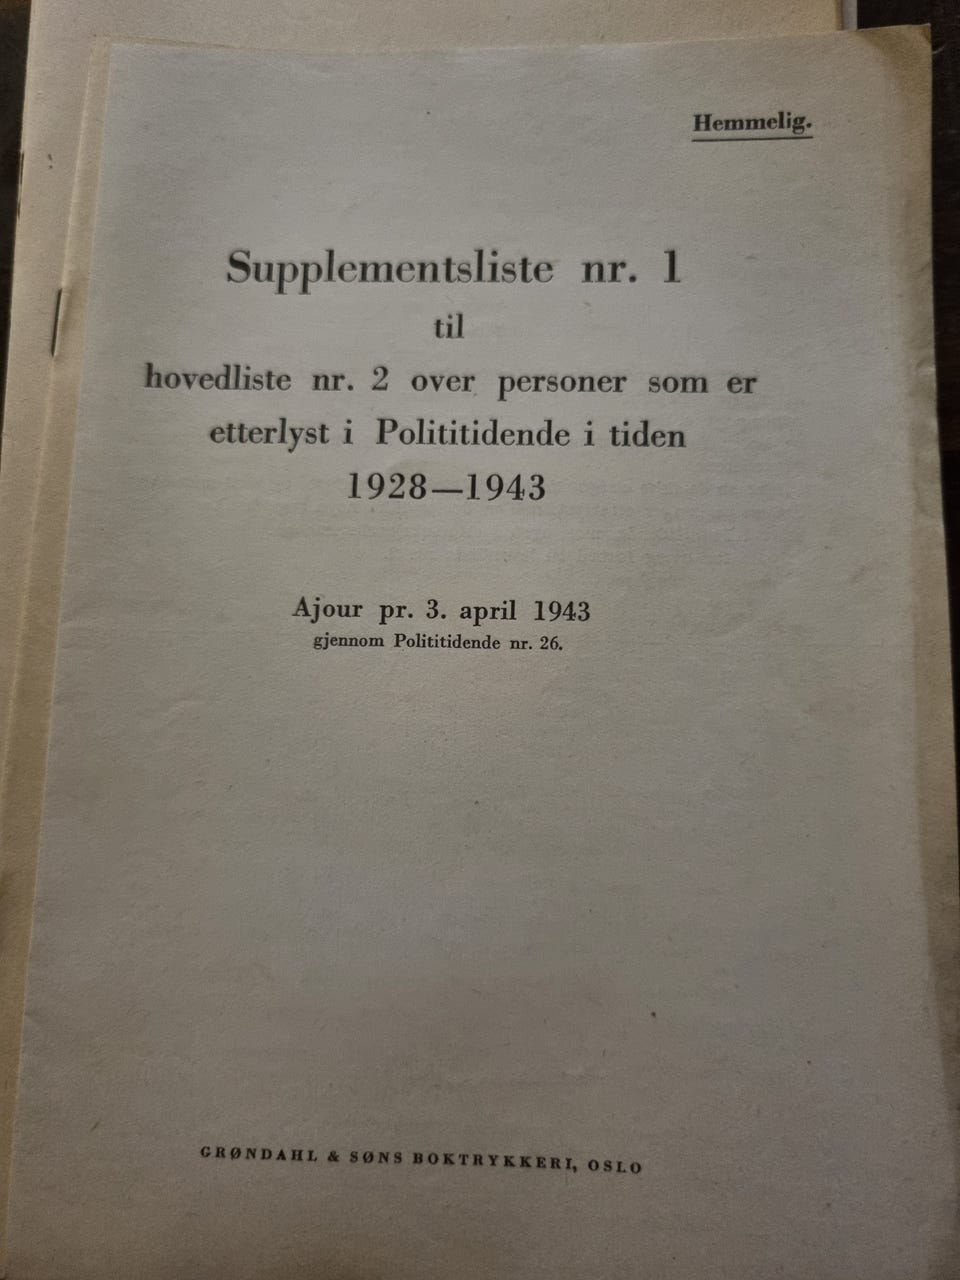 Hemmelig.
Supplementsliste nr. 1
til
hovedliste nr. 2 over personer som er
etterlyst i Polititidende i tiden
1928—1943
Ajour pr. 3. april 1943
gjennom Polititidende nr. 26.
GRØNDAHL & SØNS BOKTRYKKERI, OSLO